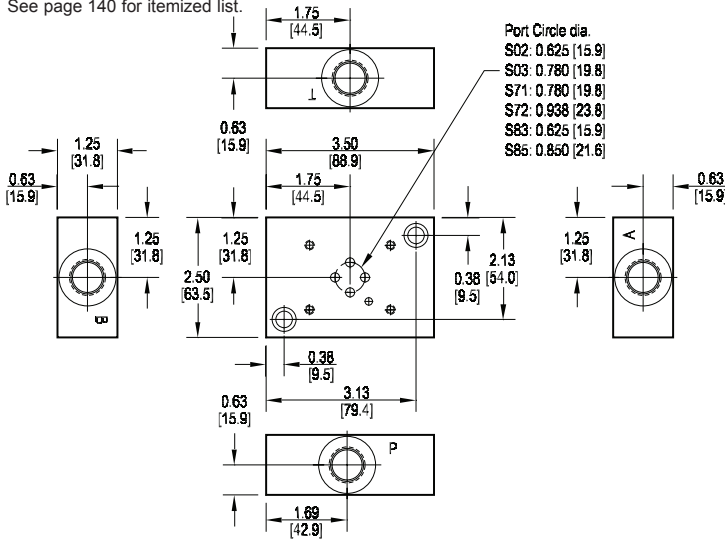 See page 140 for itemized list.
1.75
[44.5]
Port Circle dia.
S02: 0.625 [15.9]
S03: 0.780 [19.8]
S71: 0.780 [19.8]
S72: 0.938 [23.8]
S83: 0.625 [15.9]
S85: 0.850 [21.6]
T
0.63
[15.9]
1.25
[31.8]
3.50
[88.9]
0.63
[15.9]
1.75
[44.5]
0.63
[15.9]
1.25
[31.8]
B
2.50
[63.5]
1.25
[31.8]
0.38
[9.5]
2.13
[54.0]
1.25
[31.8]
A
0.38
[9.5]
3.13
[79.4]
0.63
[15.9]
P
1.69
[42.9]